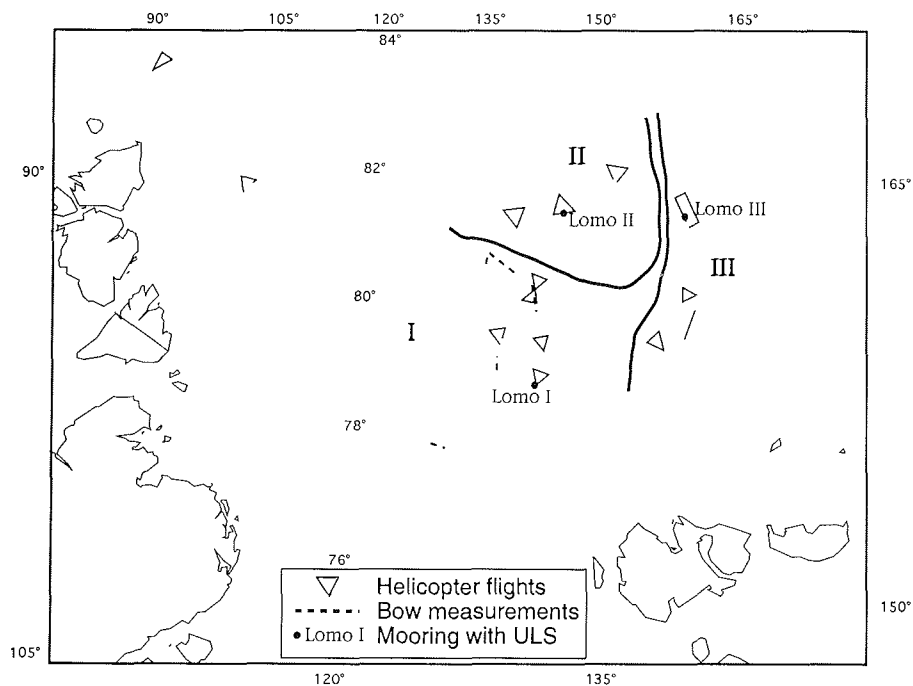 90° 105° 120° 135° 150° 165°
84°
II
90° 82° 165°
Lomo II Lomo III
III
80°
I
Lomo I
78°
76°
Helicopter flights
Bow measurements
Lomo I Mooring with ULS
150°
105°
120° 135°